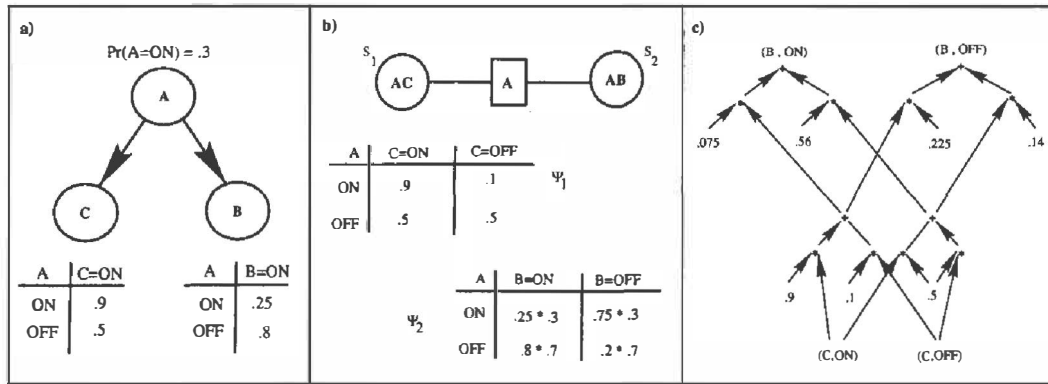 a)
Pr(A=ON) = .3
A
C
B
A C=ON
ON .9
OFF .5
A B=ON
ON .25
OFF .8
b)
S1 S2
AC A AB
A C=ON C=OFF
ON .9 .1
OFF .5 .5
Ψ1
A B=ON B=OFF
ON .25 * .3 .75 * .3
OFF .8 * .7 .2 * .7
Ψ2
c)
(B , ON) (B , OFF)
+ +
* * * *
.075 .56 .225 .14
+ +
* * * *
.9 .1 .5
(C,ON) (C,OFF)